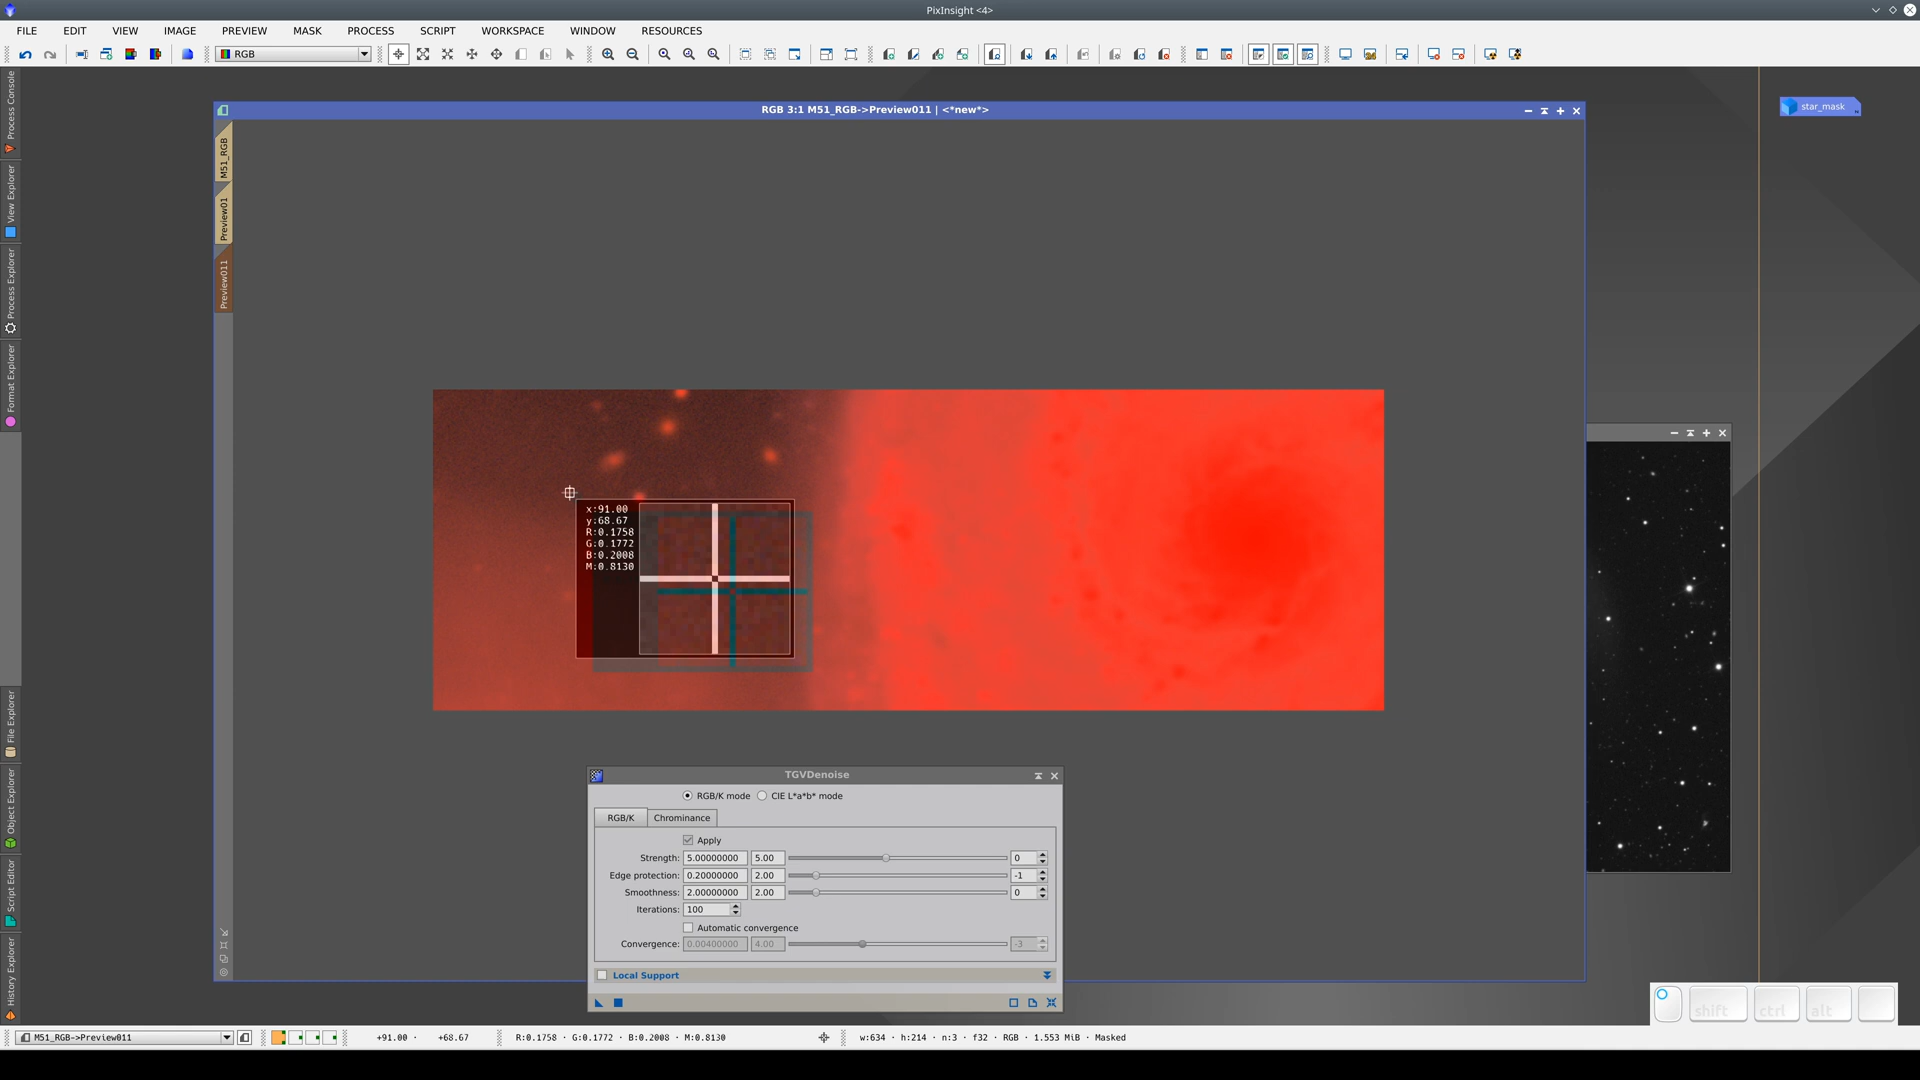 PixInsight <4>
FILE EDIT VIEW IMAGE PREVIEW MASK PROCESS SCRIPT WORKSPACE WINDOW RESOURCES
RGB
Process Console
View Explorer
Process Explorer
Format Explorer
File Explorer
Object Explorer
Script Editor
History Explorer
RGB 3:1 M51_RGB->Preview011 | <*new*>
star_mask
M51_RGB
Preview01
Preview011
x:91.00
y:68.67
R:0.1758
G:0.1772
B:0.2008
M:0.8130
TGVDenoise
RGB/K mode CIE L*a*b* mode
RGB/K Chrominance
Apply
Strength: 5.00000000 5.00 0
Edge protection: 0.20000000 2.00 -1
Smoothness: 2.00000000 2.00 0
Iterations: 100
Automatic convergence
Convergence: 0.00400000 4.00 -3
Local Support
shift ctrl alt
M51_RGB->Preview011 +91.00 +68.67 R:0.1758 · G:0.1772 · B:0.2008 · M:0.8130 w:634 · h:214 · n:3 · f32 · RGB · 1.553 MiB · Masked